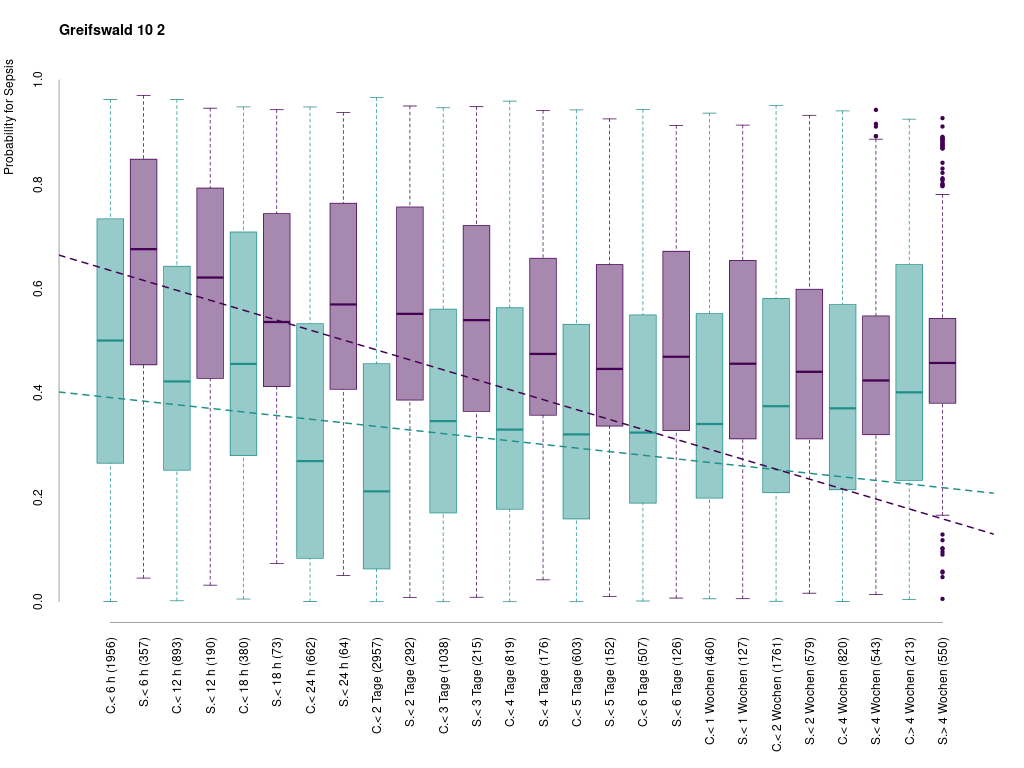 Greifswald 10 2
Probability for Sepsis
1.0
0.8
0.6
0.4
0.2
0.0
C.< 6 h (1956)
S.< 6 h (357)
C.< 12 h (893)
S.< 12 h (190)
C.< 18 h (380)
S.< 18 h (73)
C.< 24 h (662)
S.< 24 h (64)
C.< 2 Tage (2957)
S.< 2 Tage (292)
C.< 3 Tage (1038)
S.< 3 Tage (215)
C.< 4 Tage (819)
S.< 4 Tage (176)
C.< 5 Tage (603)
S.< 5 Tage (152)
C.< 6 Tage (507)
S.< 6 Tage (126)
C.< 1 Wochen (460)
S.< 1 Wochen (127)
C.< 2 Wochen (1761)
S.< 2 Wochen (579)
C.< 4 Wochen (820)
S.< 4 Wochen (543)
C.> 4 Wochen (213)
S.> 4 Wochen (550)